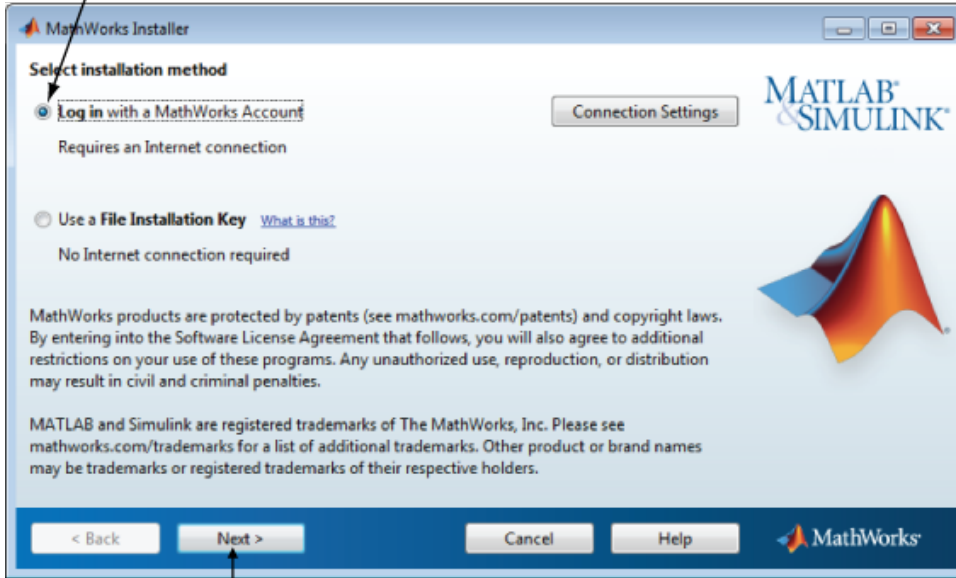 MathWorks Installer
Select installation method
Log in with a MathWorks Account
Connection Settings
MATLAB®
&SIMULINK®
Requires an Internet connection
Use a File Installation Key What is this?
No Internet connection required
MathWorks products are protected by patents (see mathworks.com/patents) and copyright laws.
By entering into the Software License Agreement that follows, you will also agree to additional
restrictions on your use of these programs. Any unauthorized use, reproduction, or distribution
may result in civil and criminal penalties.
MATLAB and Simulink are registered trademarks of The MathWorks, Inc. Please see
mathworks.com/trademarks for a list of additional trademarks. Other product or brand names
may be trademarks or registered trademarks of their respective holders.
< Back
Next >
Cancel
Help
MathWorks®